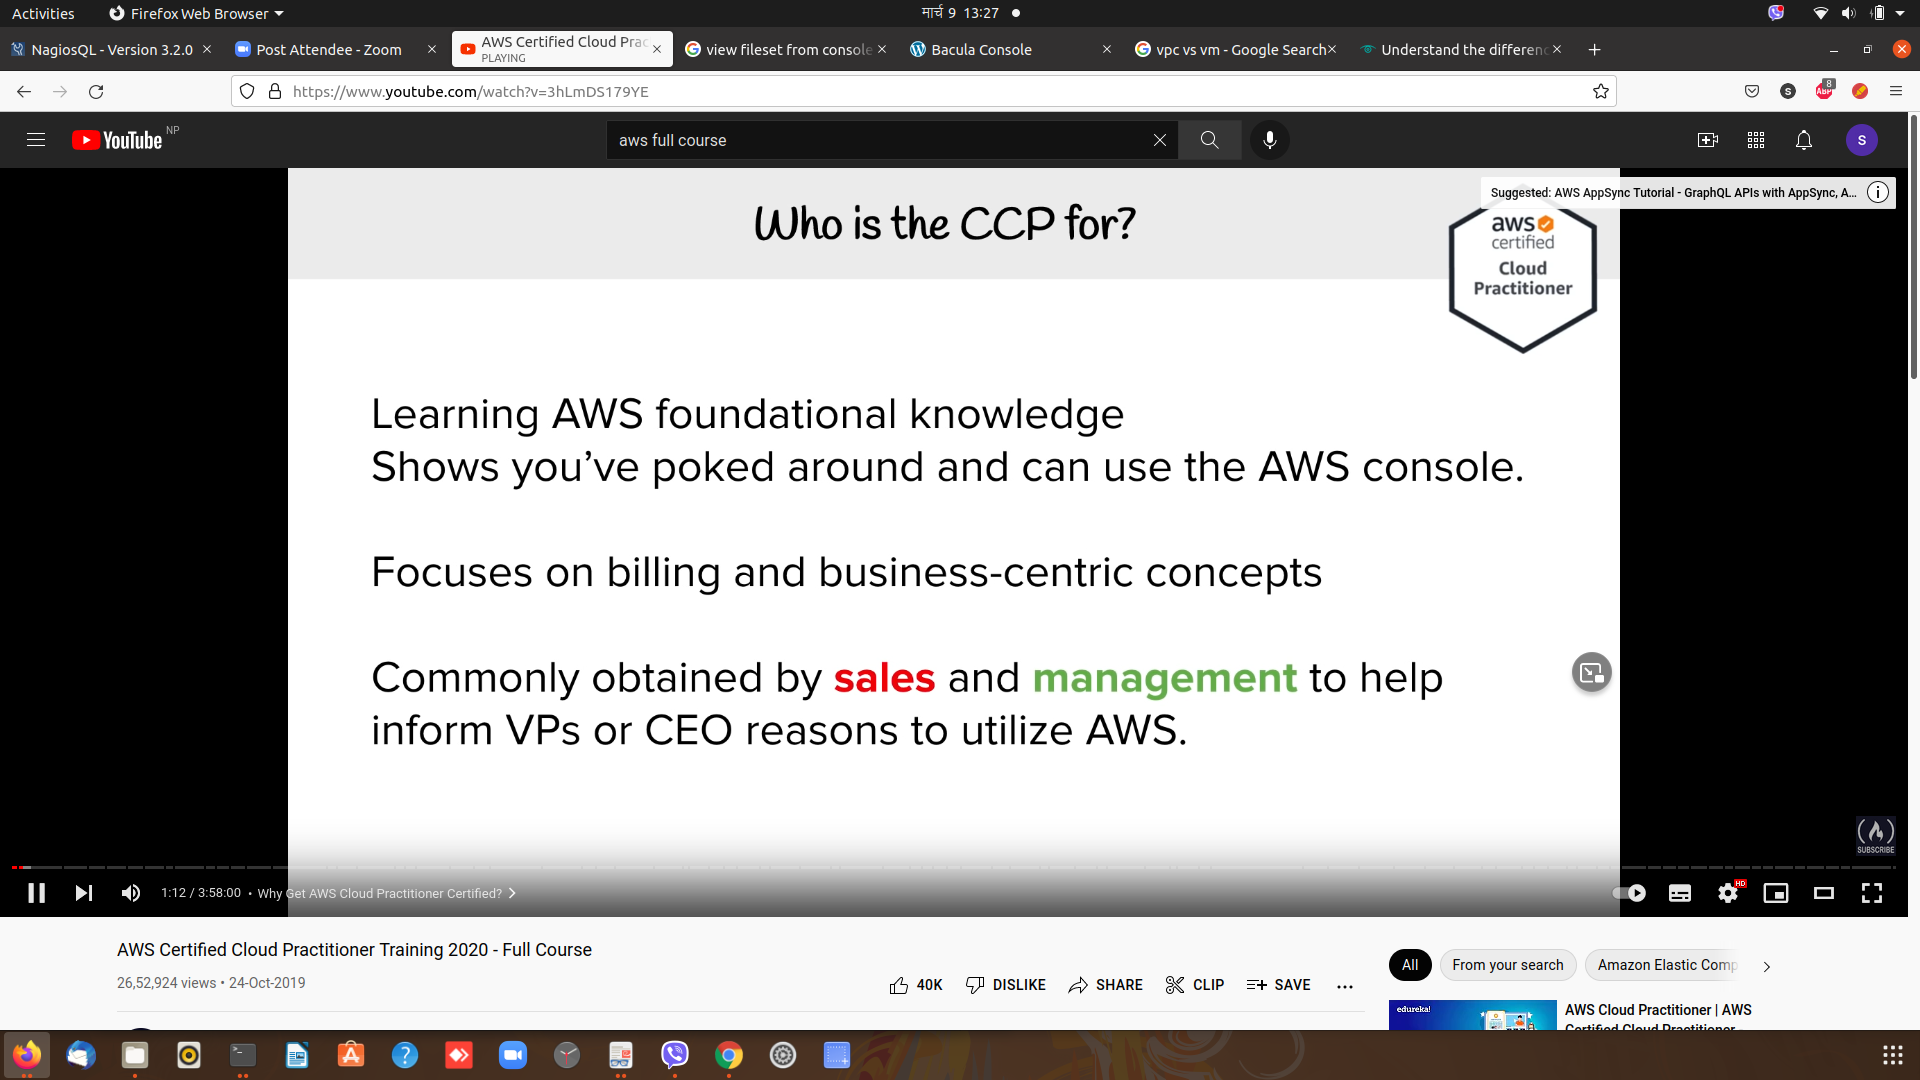 Activities
Firefox Web Browser
मार्च 9 13:27
NagiosQL - Version 3.2.0
Post Attendee - Zoom
AWS Certified Cloud Prac
PLAYING
view fileset from console
Bacula Console
vpc vs vm - Google Search
Understand the differenc
https://www.youtube.com/watch?v=3hLmDS179YE
S
ABP
8
YouTube NP
aws full course
S
Who is the CCP for?
Suggested: AWS AppSync Tutorial - GraphQL APIs with AppSync, A...
aws
certified
Cloud
Practitioner
Learning AWS foundational knowledge
Shows you’ve poked around and can use the AWS console.
Focuses on billing and business-centric concepts
Commonly obtained by sales and management to help
inform VPs or CEO reasons to utilize AWS.
SUBSCRIBE
1:12 / 3:58:00 • Why Get AWS Cloud Practitioner Certified?
HD
AWS Certified Cloud Practitioner Training 2020 - Full Course
26,52,924 views • 24-Oct-2019
40K
DISLIKE
SHARE
CLIP
SAVE
All
From your search
Amazon Elastic Comp
edureka!
AWS Cloud Practitioner | AWS
Certified Cloud Practitioner -